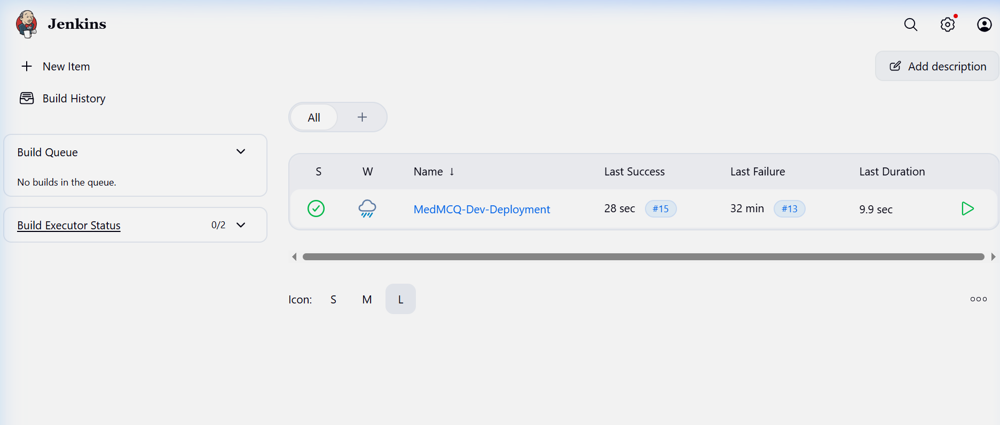 Jenkins
New Item
Add description
Build History
All
Build Queue
No builds in the queue.
Build Executor Status 0/2
S W Name ↓ Last Success Last Failure Last Duration
MedMCQ-Dev-Deployment 28 sec #15 32 min #13 9.9 sec
Icon: S M L